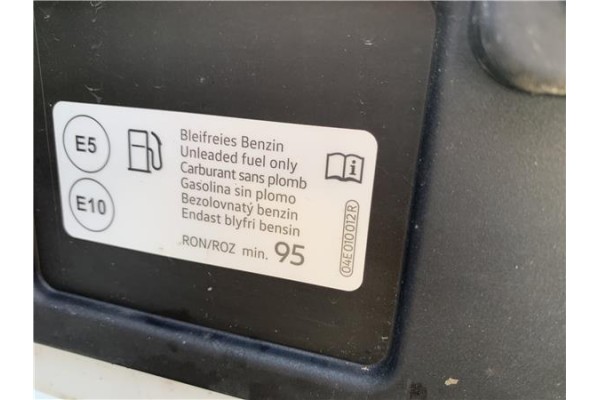 E5
E10
Bleifreies Benzin
Unleaded fuel only
Carburant sans plomb
Gasolina sin plomo
Bezolovnatý benzin
Endast blyfri bensin
RON/ROZ min. 95
04E010012R